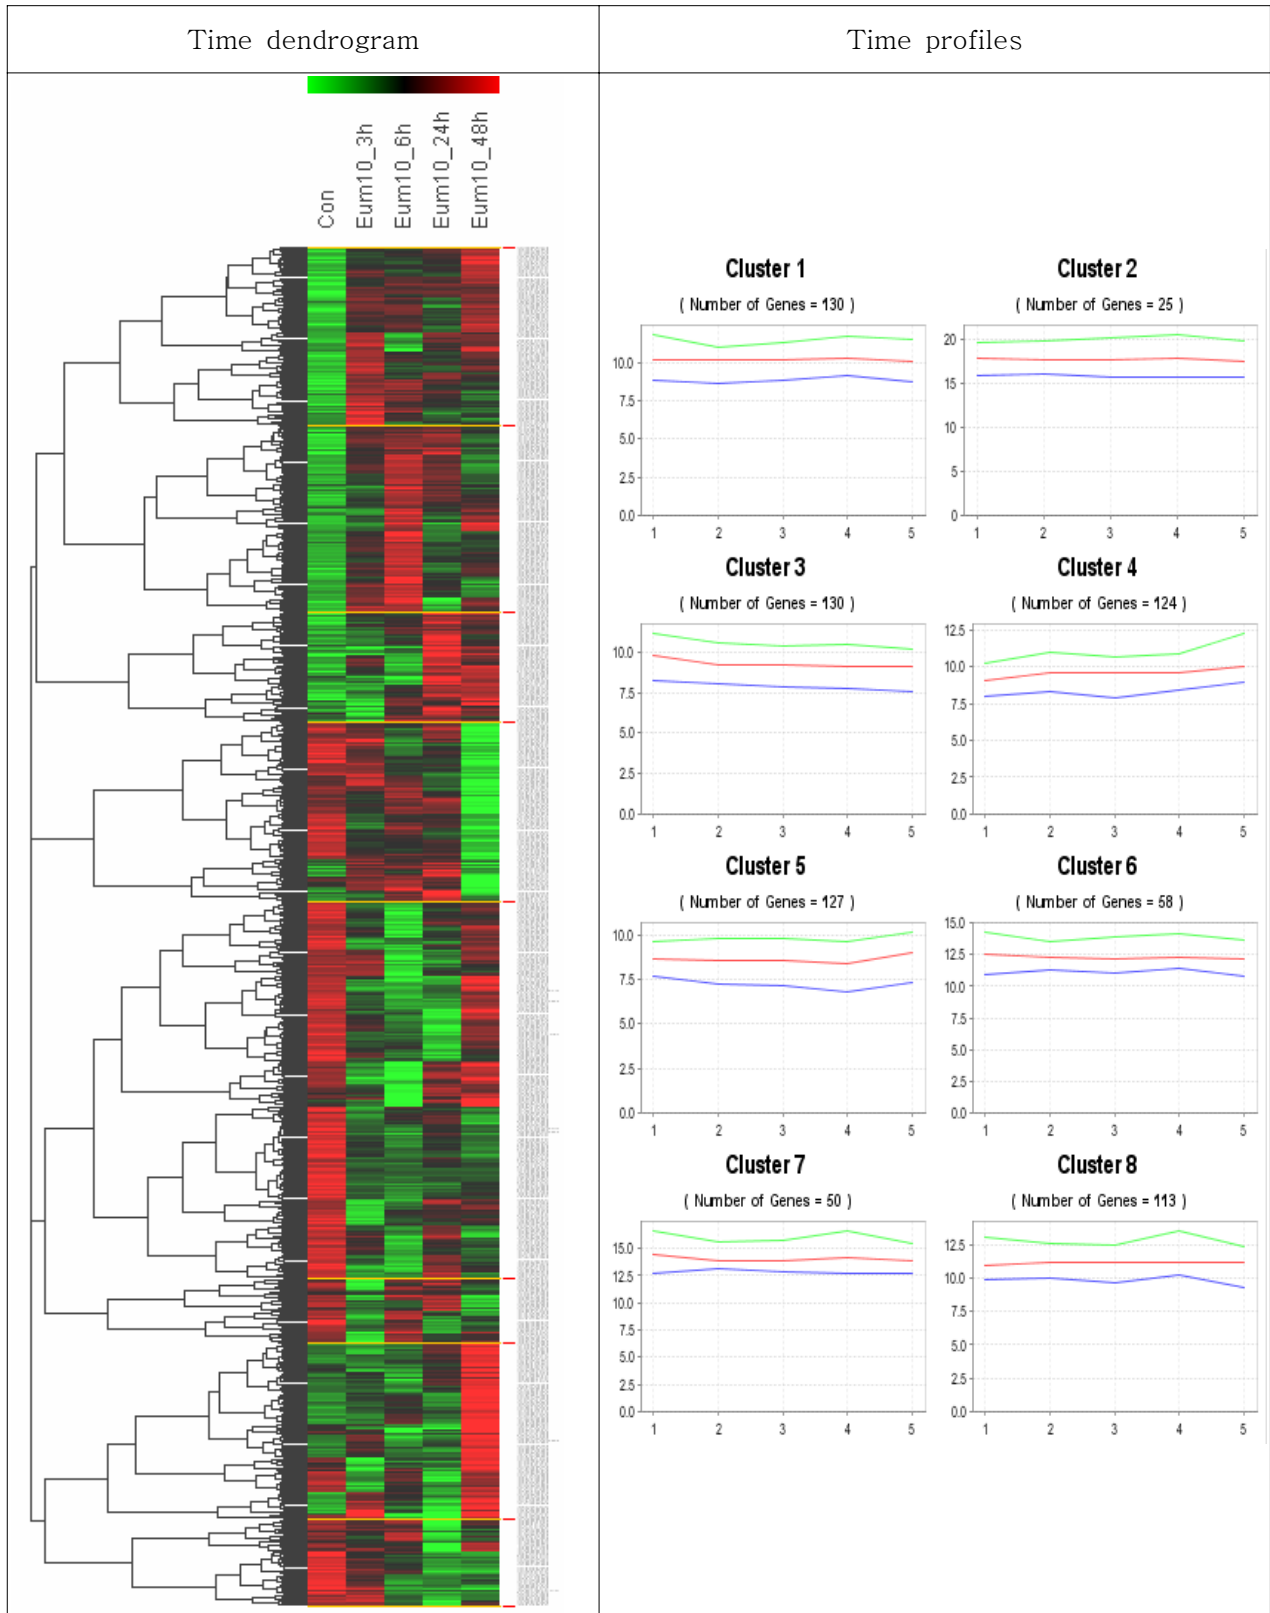 Time dendrogram
Time profiles
Con
Eum10_3h
Eum10_6h
Eum10_24h
Eum10_48h
Cluster 1
( Number of Genes = 130 )
10.0
7.5
5.0
2.5
0.0
1 2 3 4 5
Cluster 2
( Number of Genes = 25 )
20
15
10
5
0
1 2 3 4 5
Cluster 3
( Number of Genes = 130 )
10.0
7.5
5.0
2.5
0.0
1 2 3 4 5
Cluster 4
( Number of Genes = 124 )
12.5
10.0
7.5
5.0
2.5
0.0
1 2 3 4 5
Cluster 5
( Number of Genes = 127 )
10.0
7.5
5.0
2.5
0.0
1 2 3 4 5
Cluster 6
( Number of Genes = 58 )
15.0
12.5
10.0
7.5
5.0
2.5
0.0
1 2 3 4 5
Cluster 7
( Number of Genes = 50 )
15.0
12.5
10.0
7.5
5.0
2.5
0.0
1 2 3 4 5
Cluster 8
( Number of Genes = 113 )
12.5
10.0
7.5
5.0
2.5
0.0
1 2 3 4 5